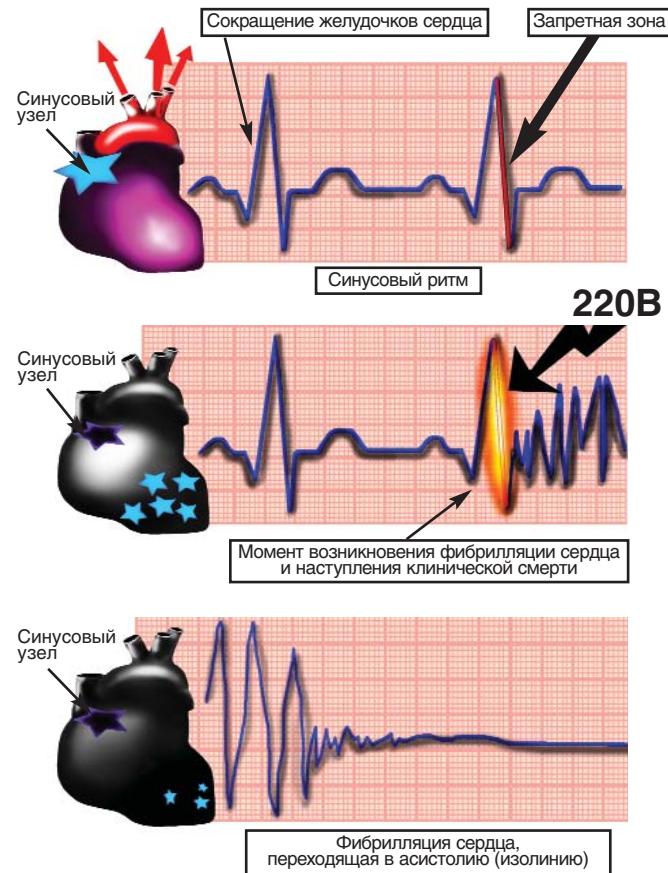 Сокращение желудочков сердца
Запретная зона
Синусовый
узел
Синусовый ритм
220В
Синусовый
узел
Момент возникновения фибрилляции сердца
и наступления клинической смерти
Синусовый
узел
Фибрилляция сердца,
переходящая в асистолию (изолинию)